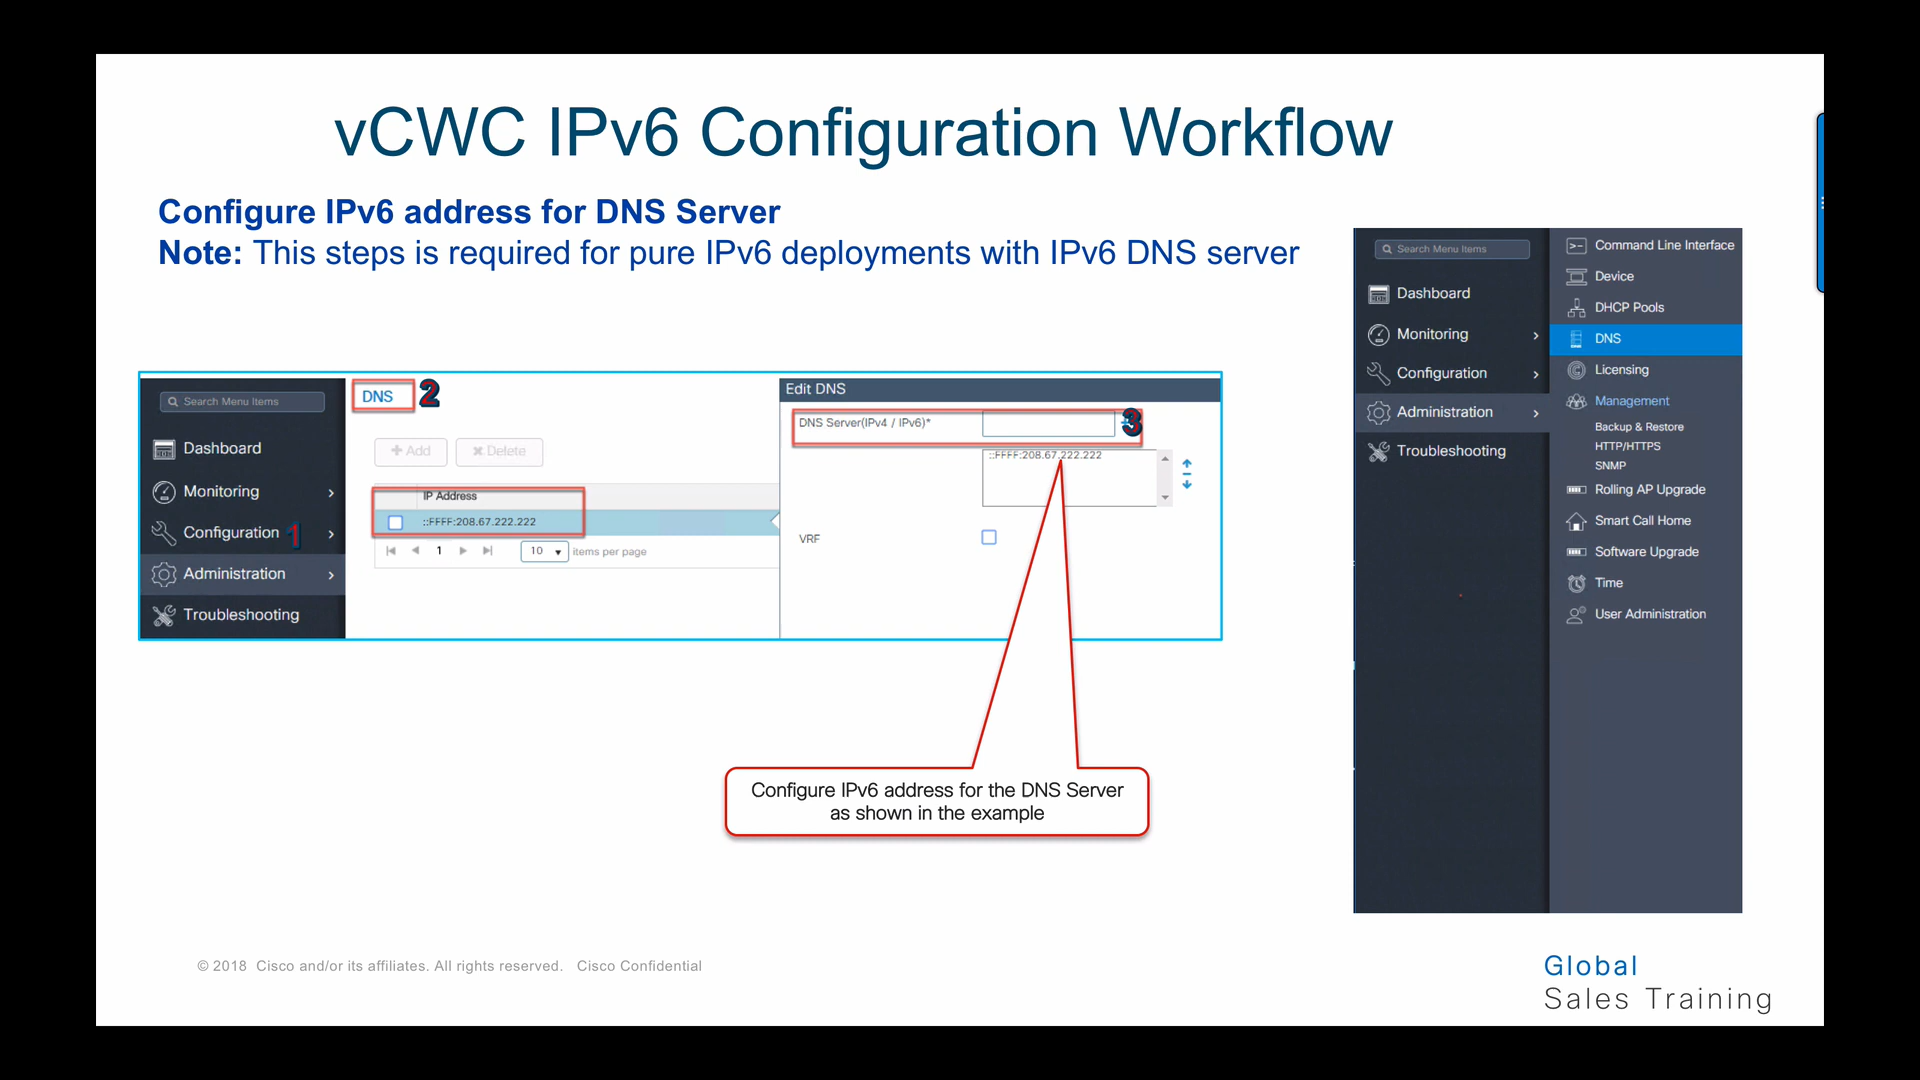 vCWC IPv6 Configuration Workflow
Configure IPv6 address for DNS Server
Note: This steps is required for pure IPv6 deployments with IPv6 DNS server
Search Menu Items
Dashboard
Monitoring
Configuration 1
Administration
Troubleshooting
DNS 2
Add
Delete
IP Address
::FFFF:208.67.222.222
1
10
items per page
Edit DNS
DNS Server(IPv4 / IPv6)*
3
::FFFF:208.67.222.222
VRF
Configure IPv6 address for the DNS Server
as shown in the example
Search Menu Items
Dashboard
Monitoring
Configuration
Administration
Troubleshooting
Command Line Interface
Device
DHCP Pools
DNS
Licensing
Management
Backup & Restore
HTTP/HTTPS
SNMP
Rolling AP Upgrade
Smart Call Home
Software Upgrade
Time
User Administration
© 2018 Cisco and/or its affiliates. All rights reserved. Cisco Confidential
Global
Sales Training